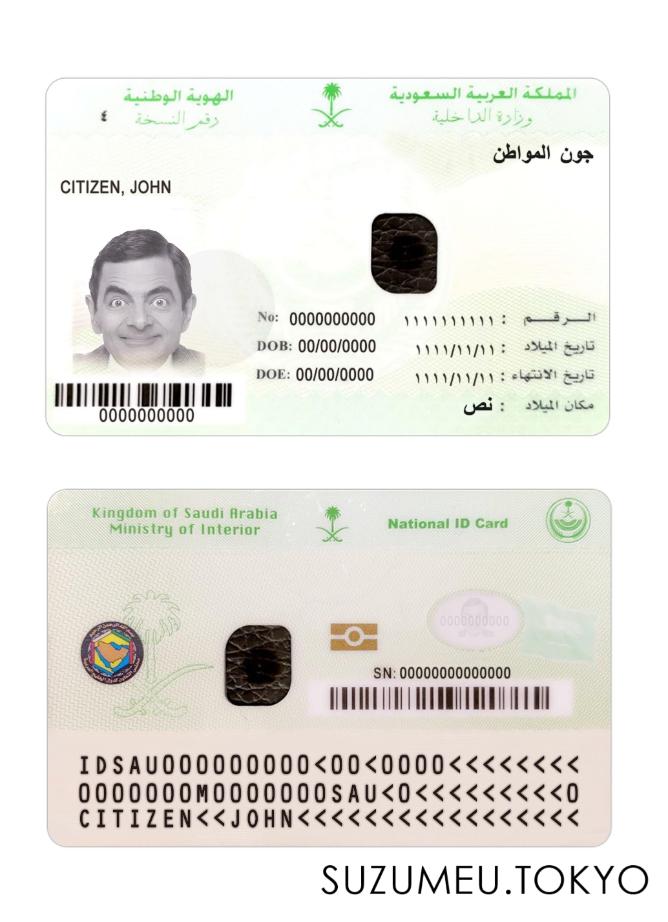 المملكة العربية السعودية
وزارة الداخلية
الهوية الوطنية
رقم النسخة ٤
جون المواطن
CITIZEN, JOHN
الرقم : ١١١١١١١١١١
No: 0000000000
تاريخ الميلاد : ١١١١/١١/١١
DOB: 00/00/0000
تاريخ الانتهاء : ١١١١/١١/١١
DOE: 00/00/0000
مكان الميلاد : نص
0000000000
Kingdom of Saudi Arabia
Ministry of Interior
National ID Card
0000000000
SN: 00000000000000
IDSAU0000000000<00<0000<<<<<<<<
0000000M0000000SAU<0<<<<<<<<<<0
CITIZEN<<JOHN<<<<<<<<<<<<<<<<<<
SUZUMEU.TOKYO